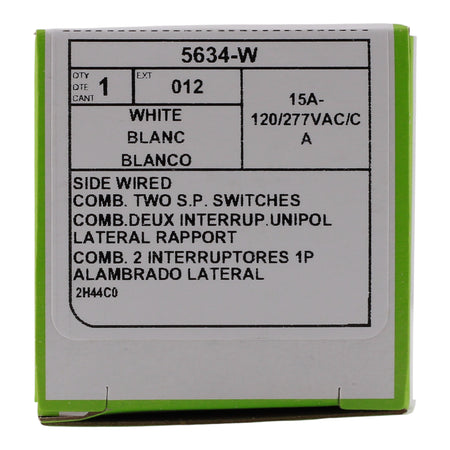 5634-W
QTY
QTE
CANT
1
EXT
012
WHITE
BLANC
BLANCO
15A-
120/277VAC/C
A
SIDE WIRED
COMB. TWO S.P. SWITCHES
COMB.DEUX INTERRUP.UNIPOL
LATERAL RAPPORT
COMB. 2 INTERRUPTORES 1P
ALAMBRADO LATERAL
2H44C0